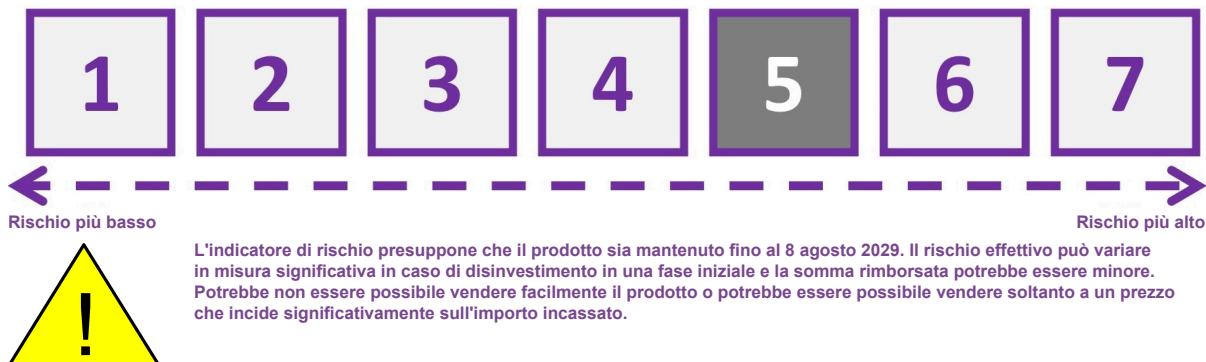 1 2 3 4 5 6 7
Rischio più basso Rischio più alto
L'indicatore di rischio presuppone che il prodotto sia mantenuto fino al 8 agosto 2029. Il rischio effettivo può variare
in misura significativa in caso di disinvestimento in una fase iniziale e la somma rimborsata potrebbe essere minore.
Potrebbe non essere possibile vendere facilmente il prodotto o potrebbe essere possibile vendere soltanto a un prezzo
che incide significativamente sull'importo incassato.
!